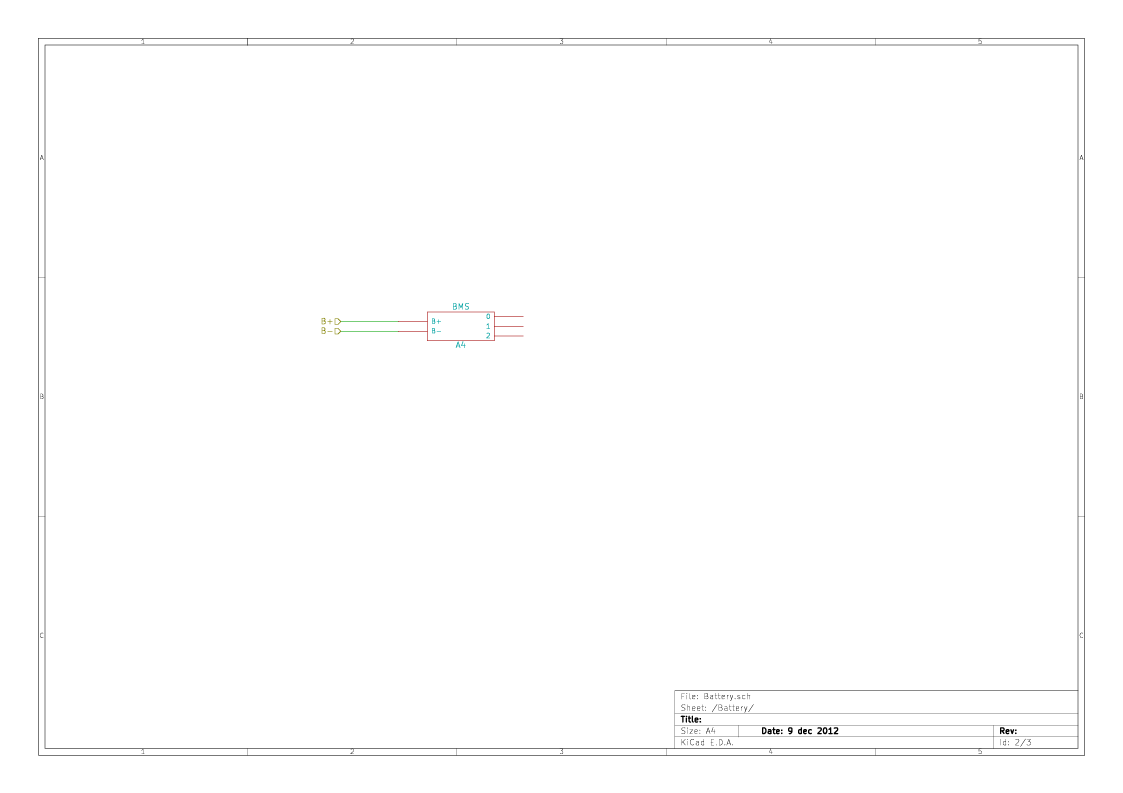 1 2 3 4 5
A A
BMS
0
B+ B+
1
B- B-
2
A4
B B
C C
File: Battery.sch
Sheet: /Battery/
Title:
Size: A4 Date: 9 dec 2012 Rev:
KiCad E.D.A. Id: 2/3
1 2 3 4 5